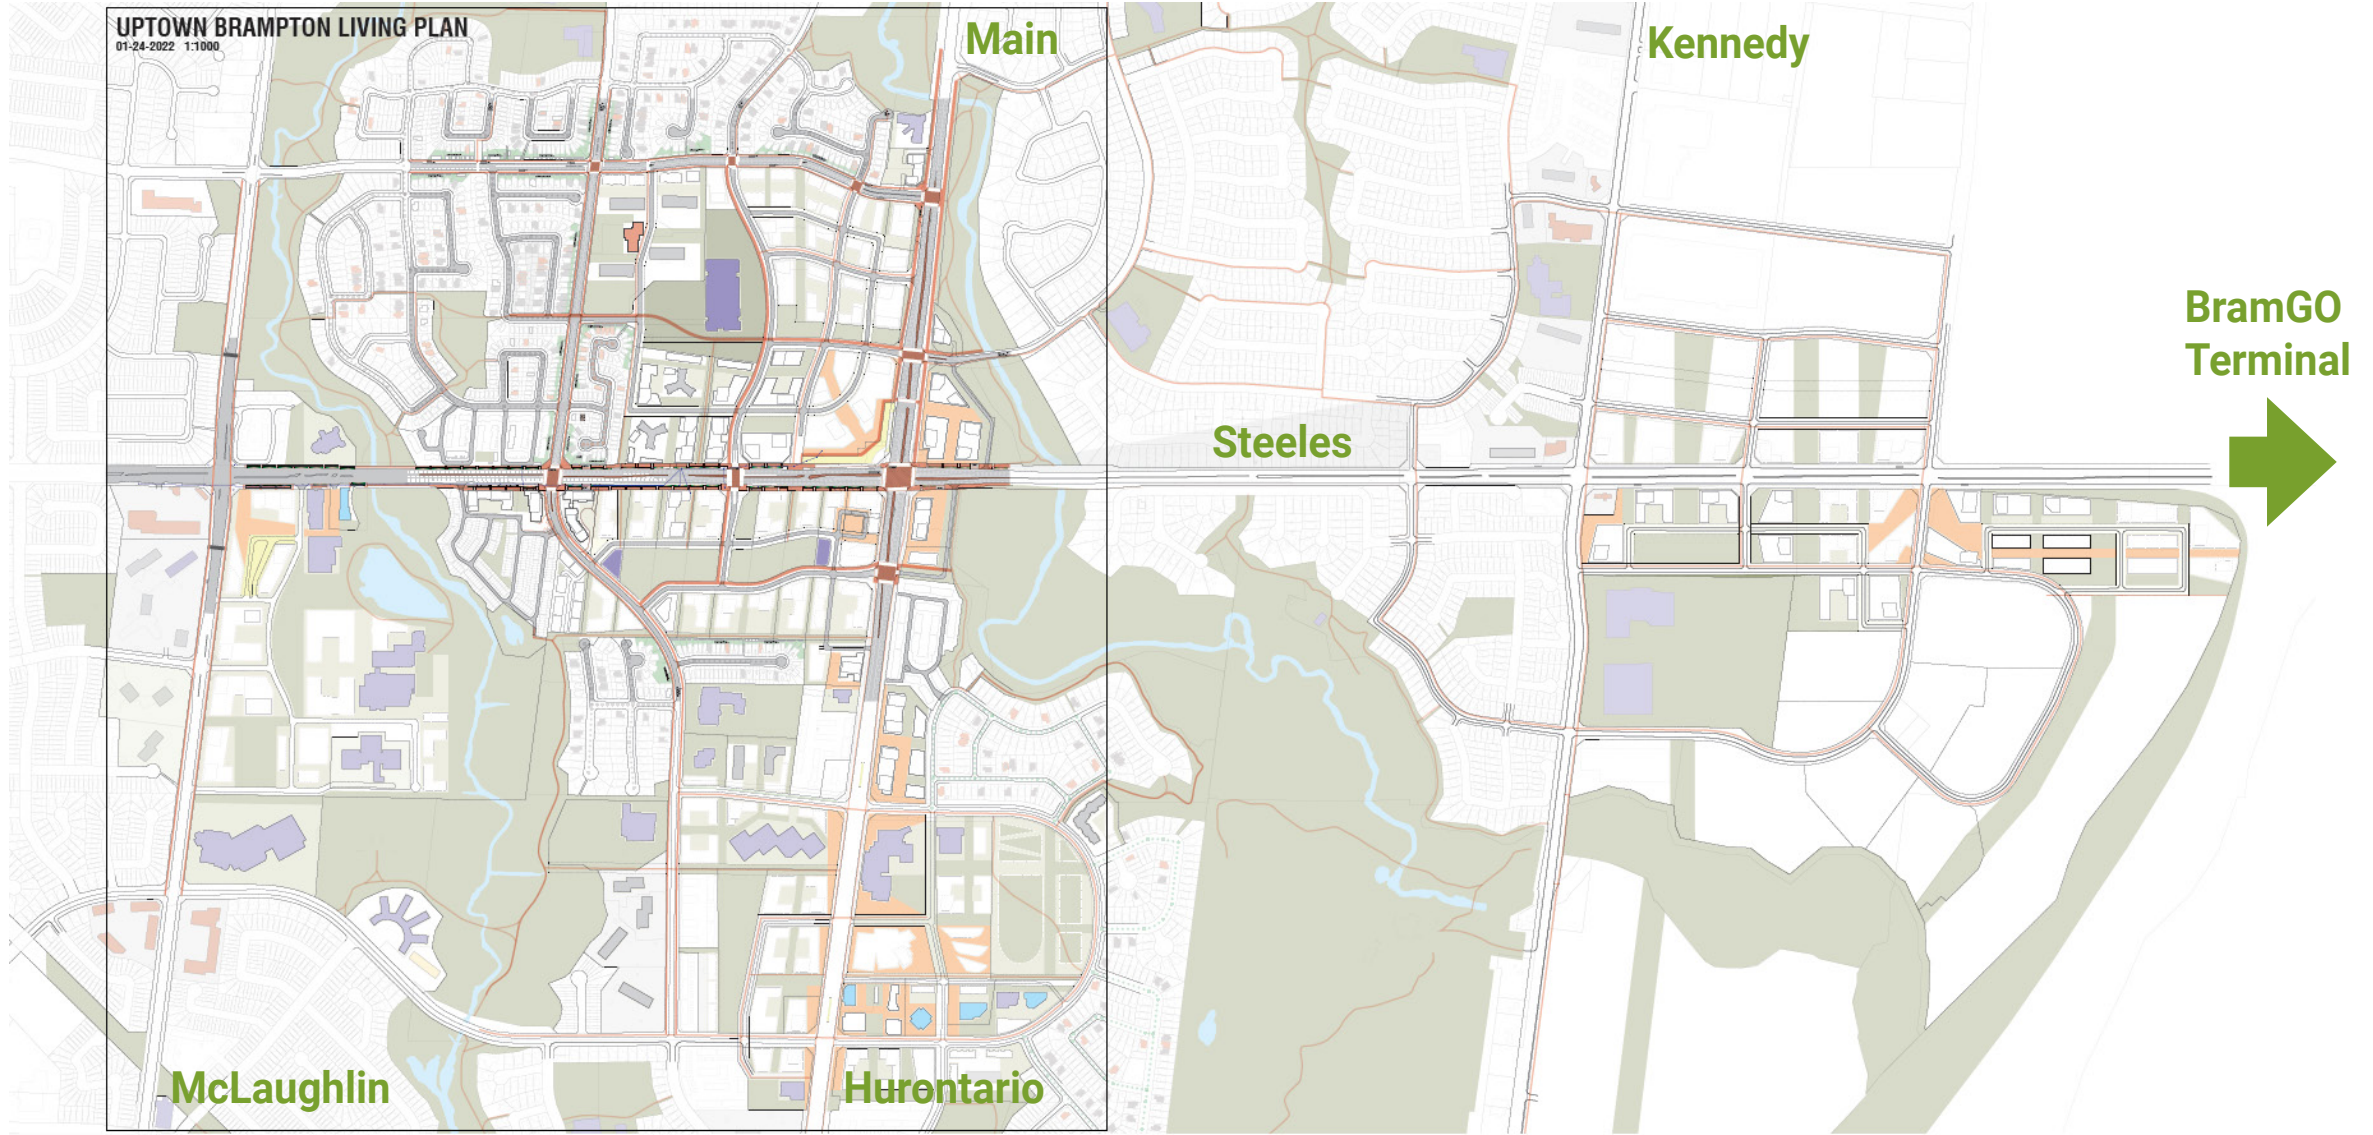 UPTOWN BRAMPTON LIVING PLAN
01-24-2022 1:1000
Main
Kennedy
BramGO
Terminal
Steeles
McLaughlin
Hurontario